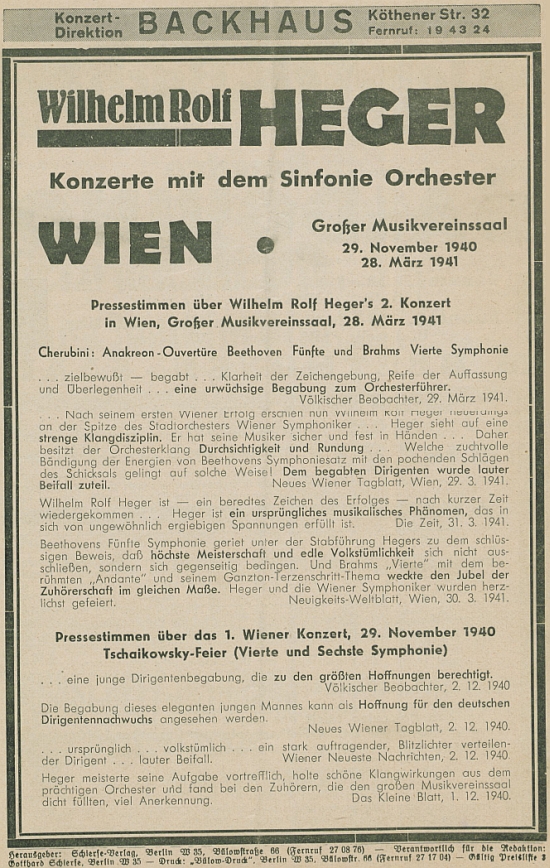 Konzert-
Direktion
BACKHAUS
Köthener Str. 32
Fernruf: 19 43 24
Wilhelm Rolf HEGER
Konzerte mit dem Sinfonie Orchester
WIEN • Großer Musikvereinssaal
29. November 1940
28. März 1941
Pressestimmen über Wilhelm Rolf Heger's 2. Konzert
in Wien, Großer Musikvereinssaal, 28. März 1941
Cherubini: Anakreon-Ouvertüre Beethoven Fünfte und Brahms Vierte Symphonie
. . . zielbewußt — begabt . . . Klarheit der Zeichengebung, Reife der Auffassung
und Überlegenheit . . . eine urwüchsige Begabung zum Orchesterführer.
Völkischer Beobachter, 29. März 1941.
. . . Nach seinem ersten Wiener Erfolg erschien nun Wilhelm Rolf Heger neuerdings
an der Spitze des Stadtorchesters Wiener Symphoniker . . . Heger sieht auf eine
strenge Klangdisziplin. Er hat seine Musiker sicher und fest in Händen . . . Daher
besitzt der Orchesterklang Durchsichtigkeit und Rundung . . . Welche zuchtvolle
Bändigung der Energien von Beethovens Symphoniesatz mit den pochenden Schlägen
des Schicksals gelingt auf solche Weise! Dem begabten Dirigenten wurde lauter
Beifall zuteil. Neues Wiener Tagblatt, Wien, 29. 3. 1941.
Wilhelm Rolf Heger ist — ein beredtes Zeichen des Erfolges — nach kurzer Zeit
wiedergekommen . . . Heger ist ein ursprüngliches musikalisches Phänomen, das in
sich von ungewöhnlich ergiebigen Spannungen erfüllt ist. Die Zeit, 31. 3. 1941.
Beethovens Fünfte Symphonie geriet unter der Stabführung Hegers zu dem schlüs-
sigen Beweis, daß höchste Meisterschaft und edle Volkstümlichkeit sich nicht aus-
schließen, sondern sich gegenseitig bedingen. Und Brahms „Vierte" mit dem be-
rühmten „Andante" und seinem Ganzton-Terzenschritt-Thema weckte den Jubel der
Zuhörerschaft im gleichen Maße. Heger und die Wiener Symphoniker wurden herz-
lichst gefeiert. Neuigkeits-Weltblatt, Wien, 30. 3. 1941.
Pressestimmen über das 1. Wiener Konzert, 29. November 1940
Tschaikowsky-Feier (Vierte und Sechste Symphonie)
. . . eine junge Dirigentenbegabung, die zu den größten Hoffnungen berechtigt.
Völkischer Beobachter, 2. 12. 1940
Die Begabung dieses eleganten jungen Mannes kann als Hoffnung für den deutschen
Dirigentennachwuchs angesehen werden.
Neues Wiener Tagblatt, 2. 12. 1940.
. . . ursprünglich . . . volkstümlich . . . ein stark auftragender, Blitzlichter verteilen-
der Dirigent . . . lauter Beifall. Wiener Neueste Nachrichten, 2. 12. 1940
Heger meisterte seine Aufgabe vortrefflich, holte schöne Klangwirkungen aus dem
prächtigen Orchester und fand bei den Zuhörern, die den großen Musikvereinssaal
dicht füllten, viel Anerkennung. Das Kleine Blatt, 1. 12. 1940.
Herausgeber: Schierse-Verlag, Berlin W 35, Bülowstraße 66 (Fernruf 27 08 76) — Verantwortlich für die Redaktion:
Gotthard Schierse, Berlin W 35 — Druck: „Bülow-Druck", Berlin W 35, Bülowstr. 66 (Fernruf 27 17 04) — Gültig Preisliste 3